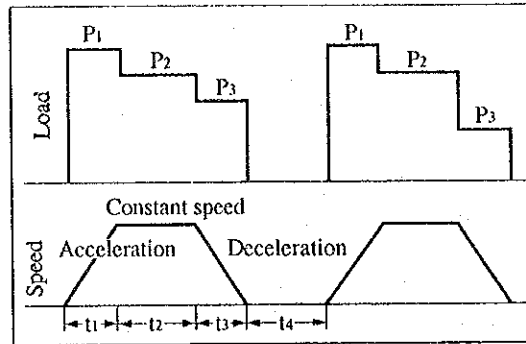 P1
P2
P3
P1
P2
P3
Load
Constant speed
Acceleration
Deceleration
Speed
t1 t2 t3 t4